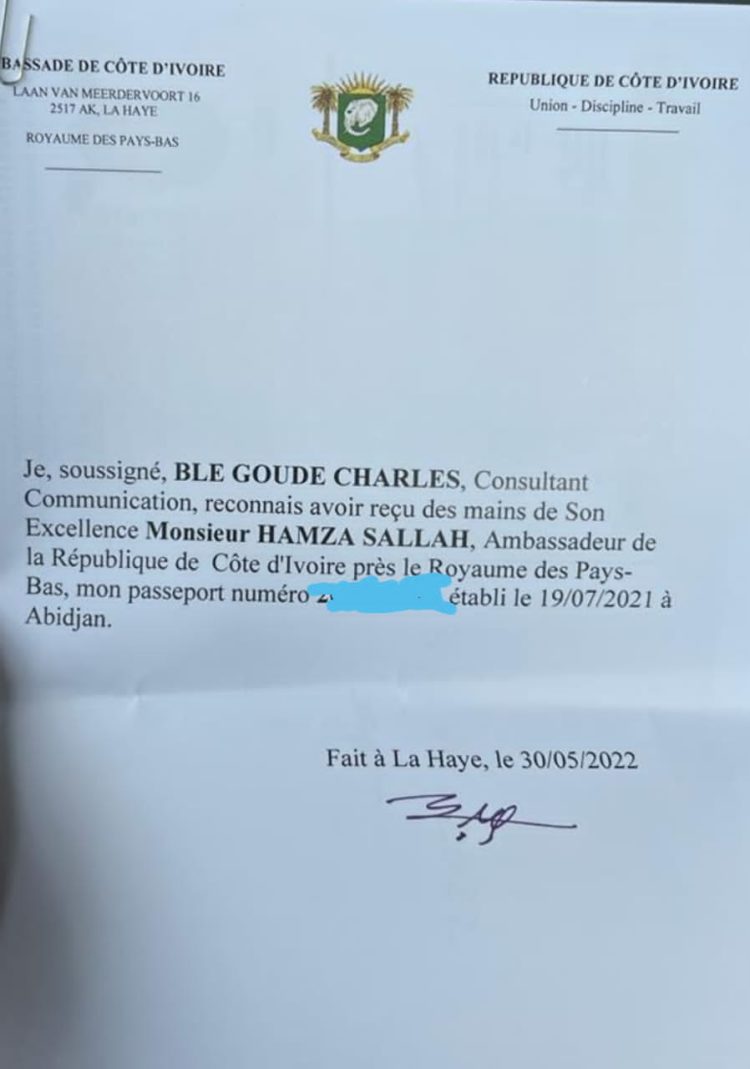 BASSADE DE CÔTE D'IVOIRE
LAAN VAN MEERDERVOORT 16
2517 AK, LA HAYE
ROYAUME DES PAYS-BAS
REPUBLIQUE DE CÔTE D'IVOIRE
Union - Discipline - Travail
Je, soussigné, BLE GOUDE CHARLES, Consultant
Communication, reconnais avoir reçu des mains de Son
Excellence Monsieur HAMZA SALLAH, Ambassadeur de
la République de Côte d'Ivoire près le Royaume des Pays-
Bas, mon passeport numéro établi le 19/07/2021 à
Abidjan.
Fait à La Haye, le 30/05/2022